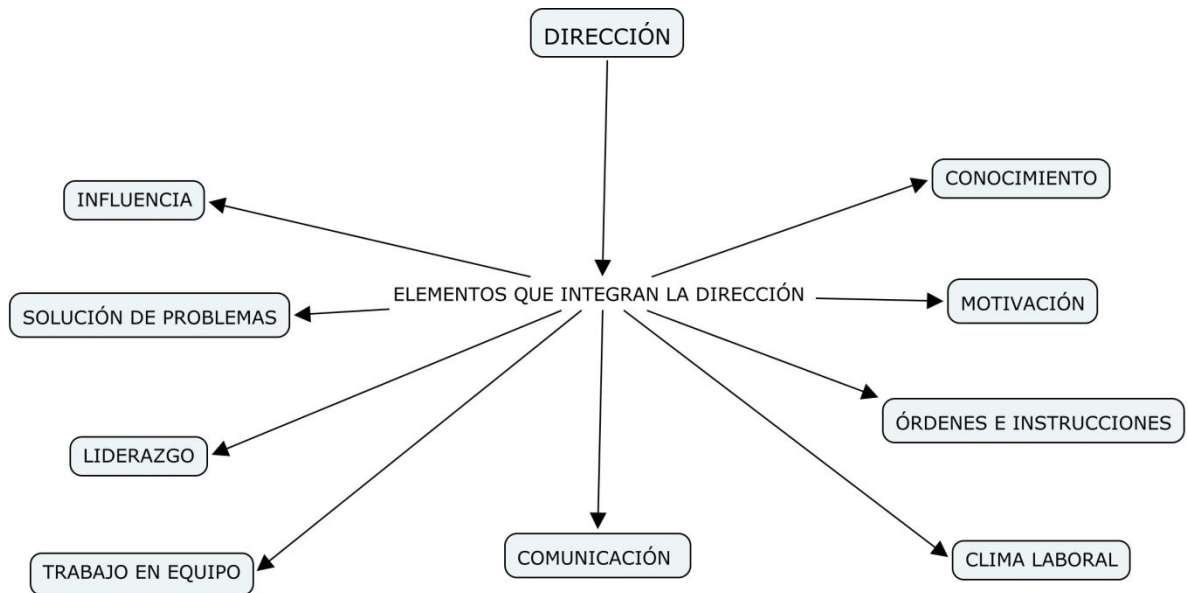 DIRECCIÓN
CONOCIMIENTO
INFLUENCIA
ELEMENTOS QUE INTEGRAN LA DIRECCIÓN
MOTIVACIÓN
SOLUCIÓN DE PROBLEMAS
ÓRDENES E INSTRUCCIONES
LIDERAZGO
COMUNICACIÓN
CLIMA LABORAL
TRABAJO EN EQUIPO